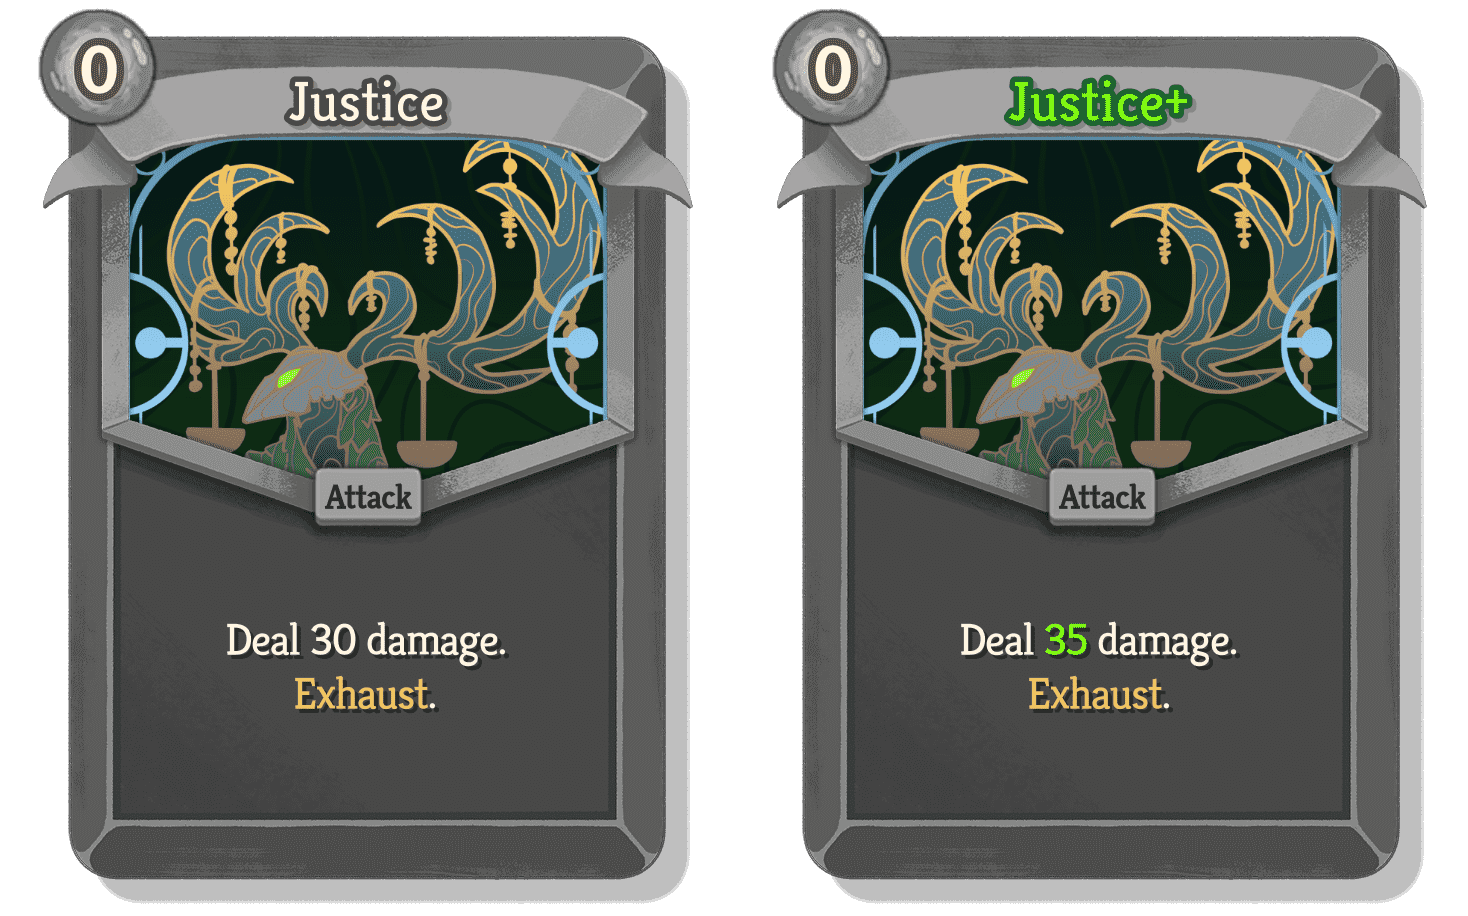 0
Justice
Attack
Deal 30 damage.
Exhaust.
0
Justice+
Attack
Deal 35 damage.
Exhaust.